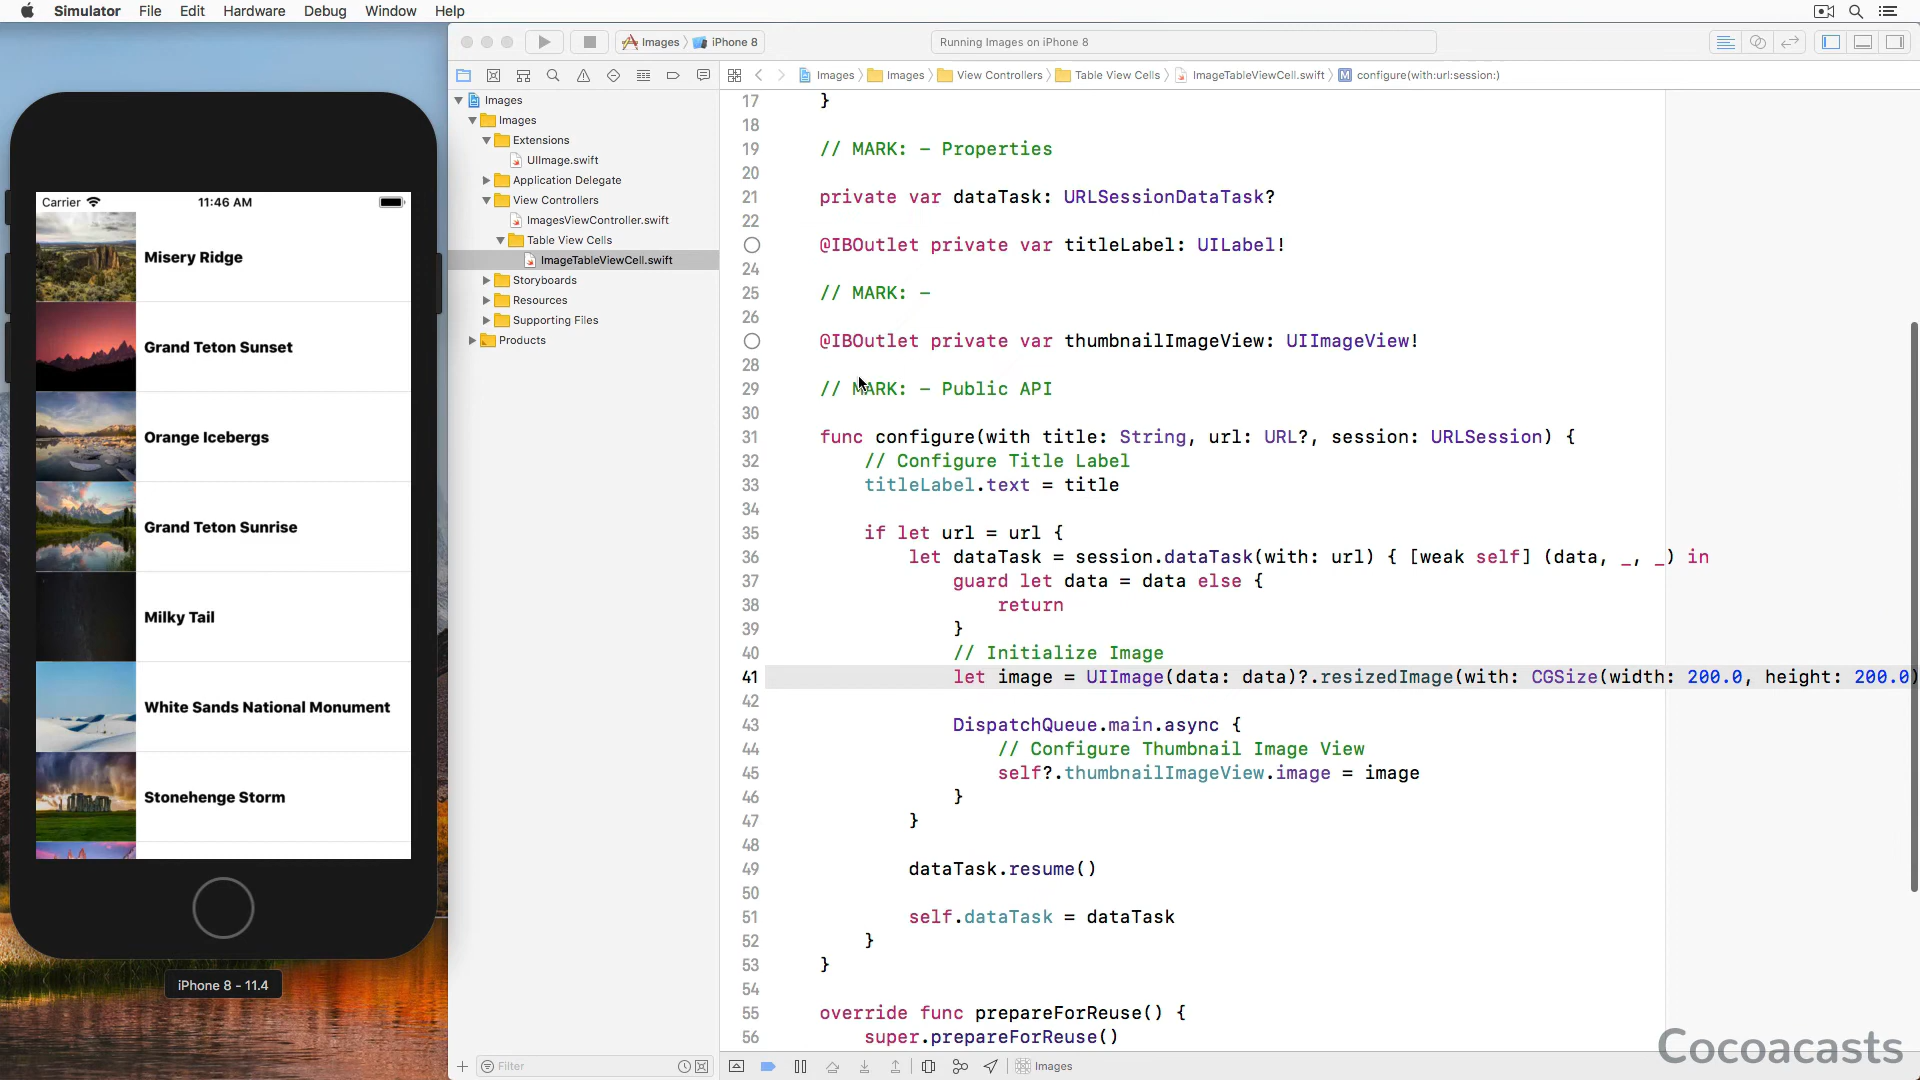 Simulator File Edit Hardware Debug Window Help
Images iPhone 8
Running Images on iPhone 8
Images Images View Controllers Table View Cells ImageTableViewCell.swift M configure(with:url:session:)
Images
Images
Extensions
UIImage.swift
Application Delegate
View Controllers
ImagesViewController.swift
Table View Cells
ImageTableViewCell.swift
Storyboards
Resources
Supporting Files
Products
Filter
Carrier 11:46 AM
Misery Ridge
Grand Teton Sunset
Orange Icebergs
Grand Teton Sunrise
Milky Tail
White Sands National Monument
Stonehenge Storm
iPhone 8 - 11.4
17 }
18
19 // MARK: - Properties
20
21 private var dataTask: URLSessionDataTask?
22
@IBOutlet private var titleLabel: UILabel!
24
25 // MARK: -
26
@IBOutlet private var thumbnailImageView: UIImageView!
28
29 // MARK: - Public API
30
31 func configure(with title: String, url: URL?, session: URLSession) {
32 // Configure Title Label
33 titleLabel.text = title
34
35 if let url = url {
36 let dataTask = session.dataTask(with: url) { [weak self] (data, _, _) in
37 guard let data = data else {
38 return
39 }
40 // Initialize Image
41 let image = UIImage(data: data)?.resizedImage(with: CGSize(width: 200.0, height: 200.0)
42
43 DispatchQueue.main.async {
44 // Configure Thumbnail Image View
45 self?.thumbnailImageView.image = image
46 }
47 }
48
49 dataTask.resume()
50
51 self.dataTask = dataTask
52 }
53 }
54
55 override func prepareForReuse() {
56 super.prepareForReuse()
Images
Cocoacasts